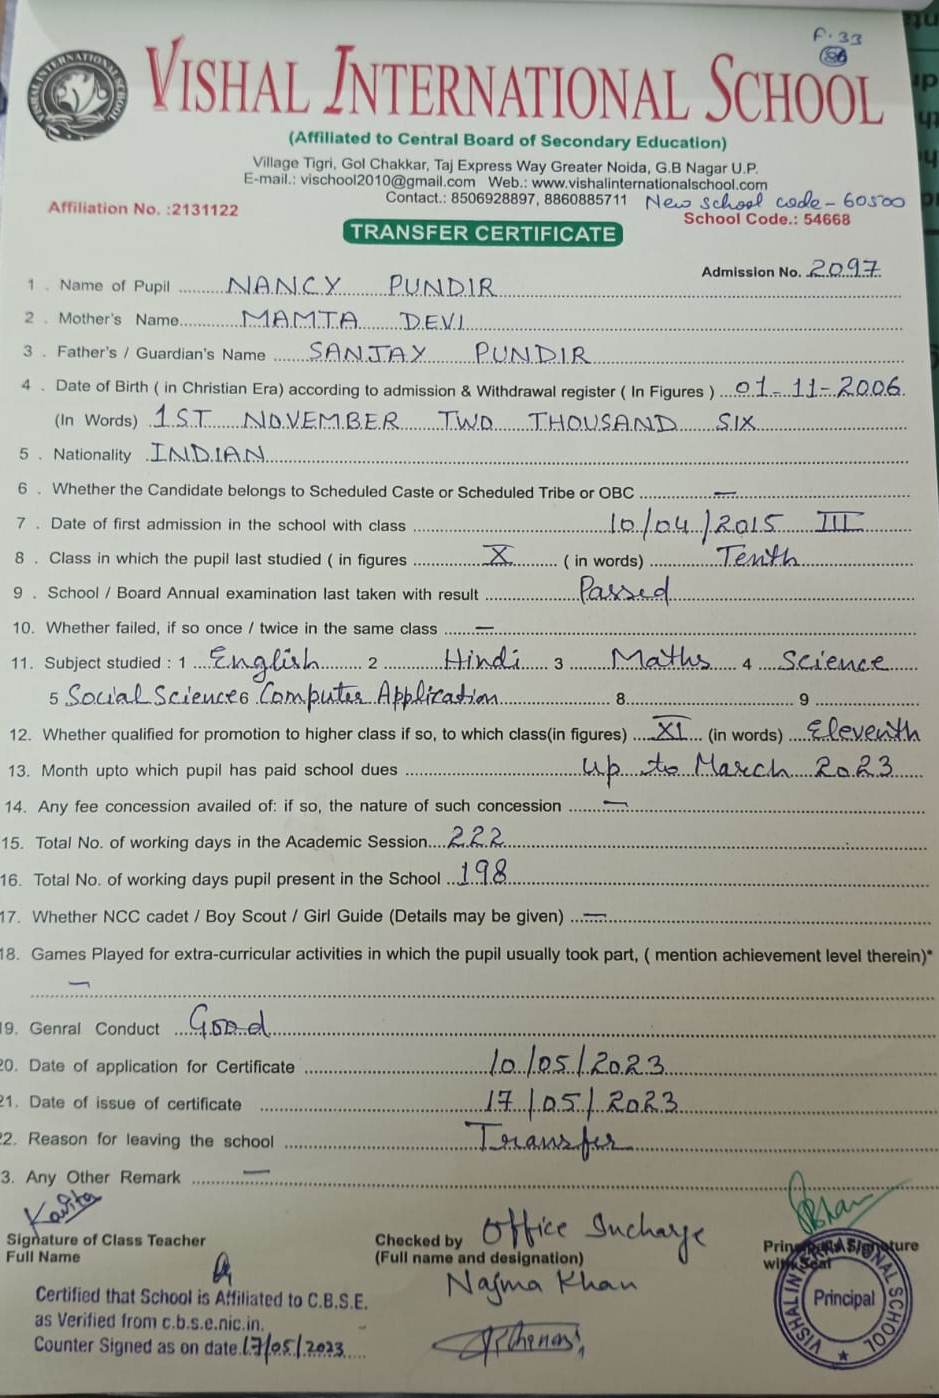 F. 33
86
VISHAL INTERNATIONAL SCHOOL
(Affiliated to Central Board of Secondary Education)
Village Tigri, Gol Chakkar, Taj Express Way Greater Noida, G.B Nagar U.P.
E-mail.: vischool2010@gmail.com Web.: www.vishalinternationalschool.com
Contact.: 8506928897, 8860885711 New School code - 60500
Affiliation No. :2131122 School Code.: 54668
TRANSFER CERTIFICATE
Admission No. 2097
1 . Name of Pupil NANCY PUNDIR
2 . Mother's Name MAMTA DEVI
3 . Father's / Guardian's Name SANJAY PUNDIR
4 . Date of Birth ( in Christian Era) according to admission & Withdrawal register ( In Figures ) 01-11-2006
(In Words) 1ST NOVEMBER TWO THOUSAND SIX
5 . Nationality INDIAN
6 . Whether the Candidate belongs to Scheduled Caste or Scheduled Tribe or OBC —
7 . Date of first admission in the school with class 10/04/2015 III
8 . Class in which the pupil last studied ( in figures X ( in words) Tenth
9 . School / Board Annual examination last taken with result Passed
10. Whether failed, if so once / twice in the same class —
11. Subject studied : 1 English 2 Hindi 3 Maths 4 Science
5 Social Science 6 Computer Application 8 9
12. Whether qualified for promotion to higher class if so, to which class(in figures) XI (in words) Eleventh
13. Month upto which pupil has paid school dues up to March 2023
14. Any fee concession availed of: if so, the nature of such concession —
15. Total No. of working days in the Academic Session 222
16. Total No. of working days pupil present in the School 198
17. Whether NCC cadet / Boy Scout / Girl Guide (Details may be given) —
18. Games Played for extra-curricular activities in which the pupil usually took part, ( mention achievement level therein)*
—
19. Genral Conduct Good
20. Date of application for Certificate 10/05/2023
21. Date of issue of certificate 17/05/2023
22. Reason for leaving the school Transfer
3. Any Other Remark —
Kavita
Signature of Class Teacher
Full Name
Checked by Office Incharge
(Full name and designation)
Najma Khan
Principal's Signature
with Seal
VISHAL INTERNATIONAL SCHOOL
Principal
Certified that School is Affiliated to C.B.S.E.
as Verified from c.b.s.e.nic.in.
Counter Signed as on date 17/05/2023